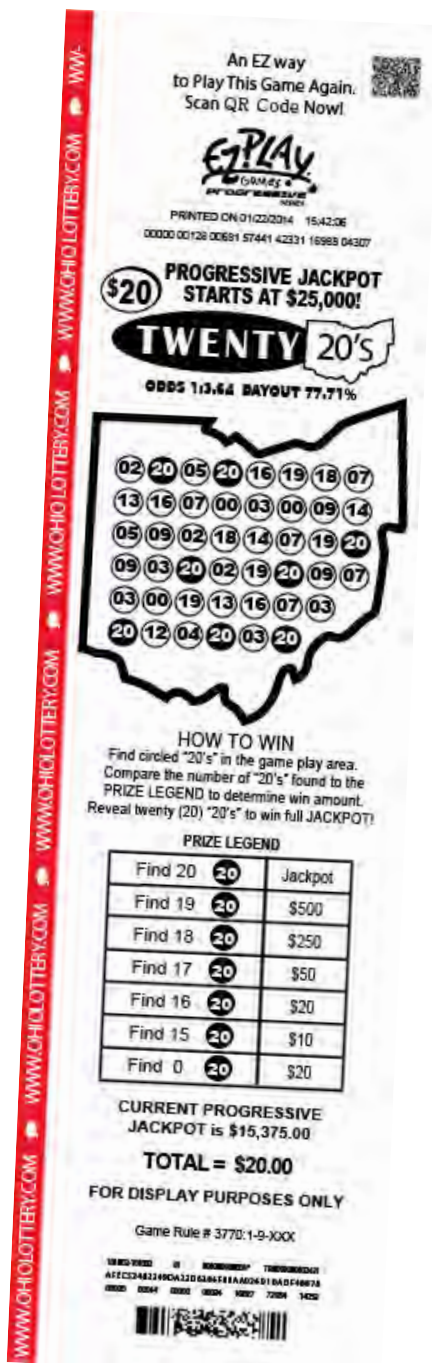 An EZ way
to Play This Game Again.
Scan QR Code Now!
EZPLAY
GAMES
PROGRESSIVE
PRINTED ON 01/22/2014 15:42:06
$20
PROGRESSIVE JACKPOT
STARTS AT $25,000!
TWENTY 20'S
ODDS 1:3.64 PAYOUT 77.71%
02 20 05 20 16 19 18 07
13 16 07 00 03 00 09 14
05 09 02 18 14 07 19 20
09 03 20 02 19 20 09 07
03 00 19 13 16 07 03
20 12 04 20 03 20
HOW TO WIN
Find circled "20's" in the game play area.
Compare the number of "20's" found to the
PRIZE LEGEND to determine win amount.
Reveal twenty (20) "20's" to win full JACKPOT!
PRIZE LEGEND
Find 20 20 Jackpot
Find 19 20 $500
Find 18 20 $250
Find 17 20 $50
Find 16 20 $20
Find 15 20 $10
Find 0 20 $20
CURRENT PROGRESSIVE
JACKPOT is $15,375.00
TOTAL = $20.00
FOR DISPLAY PURPOSES ONLY
Game Rule # 3770:1-9-XXX
WWW.OHIOLOTTERY.COM WWW.OHIOLOTTERY.COM WWW.OHIOLOTTERY.COM WWW.OHIOLOTTERY.COM WW-